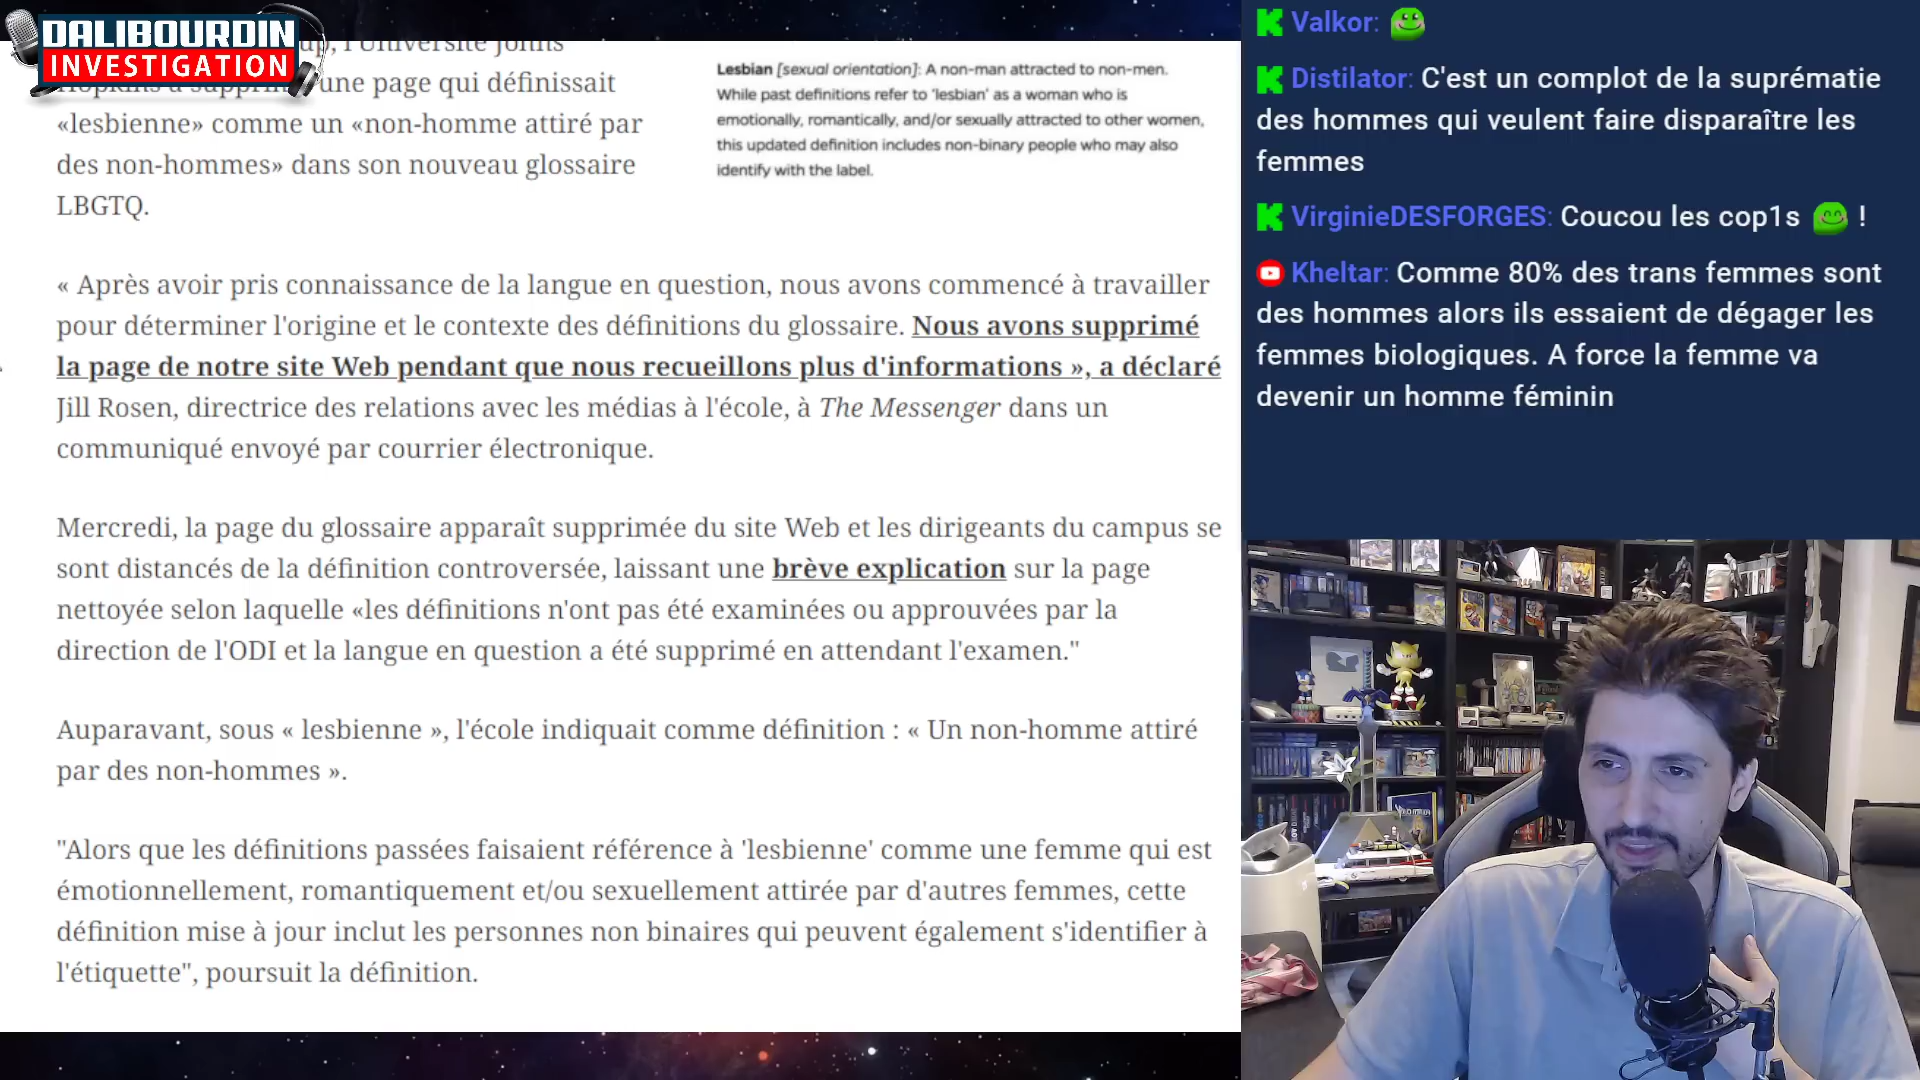 DALIBOURDIN
INVESTIGATION
l'Université Johns
Hopkins a supprimé une page qui définissait
«lesbienne» comme un «non-homme attiré par
des non-hommes» dans son nouveau glossaire
LBGTQ.
Lesbian [sexual orientation]: A non-man attracted to non-men.
While past definitions refer to 'lesbian' as a woman who is
emotionally, romantically, and/or sexually attracted to other women,
this updated definition includes non-binary people who may also
identify with the label.
« Après avoir pris connaissance de la langue en question, nous avons commencé à travailler
pour déterminer l'origine et le contexte des définitions du glossaire. Nous avons supprimé
la page de notre site Web pendant que nous recueillons plus d'informations », a déclaré
Jill Rosen, directrice des relations avec les médias à l'école, à The Messenger dans un
communiqué envoyé par courrier électronique.
Mercredi, la page du glossaire apparaît supprimée du site Web et les dirigeants du campus se
sont distancés de la définition controversée, laissant une brève explication sur la page
nettoyée selon laquelle «les définitions n'ont pas été examinées ou approuvées par la
direction de l'ODI et la langue en question a été supprimé en attendant l'examen."
Auparavant, sous « lesbienne », l'école indiquait comme définition : « Un non-homme attiré
par des non-hommes ».
"Alors que les définitions passées faisaient référence à 'lesbienne' comme une femme qui est
émotionnellement, romantiquement et/ou sexuellement attirée par d'autres femmes, cette
définition mise à jour inclut les personnes non binaires qui peuvent également s'identifier à
l'étiquette", poursuit la définition.
Valkor:
Distilator: C'est un complot de la suprématie
des hommes qui veulent faire disparaître les
femmes
VirginieDESFORGES: Coucou les cop1s !
Kheltar: Comme 80% des trans femmes sont
des hommes alors ils essaient de dégager les
femmes biologiques. A force la femme va
devenir un homme féminin